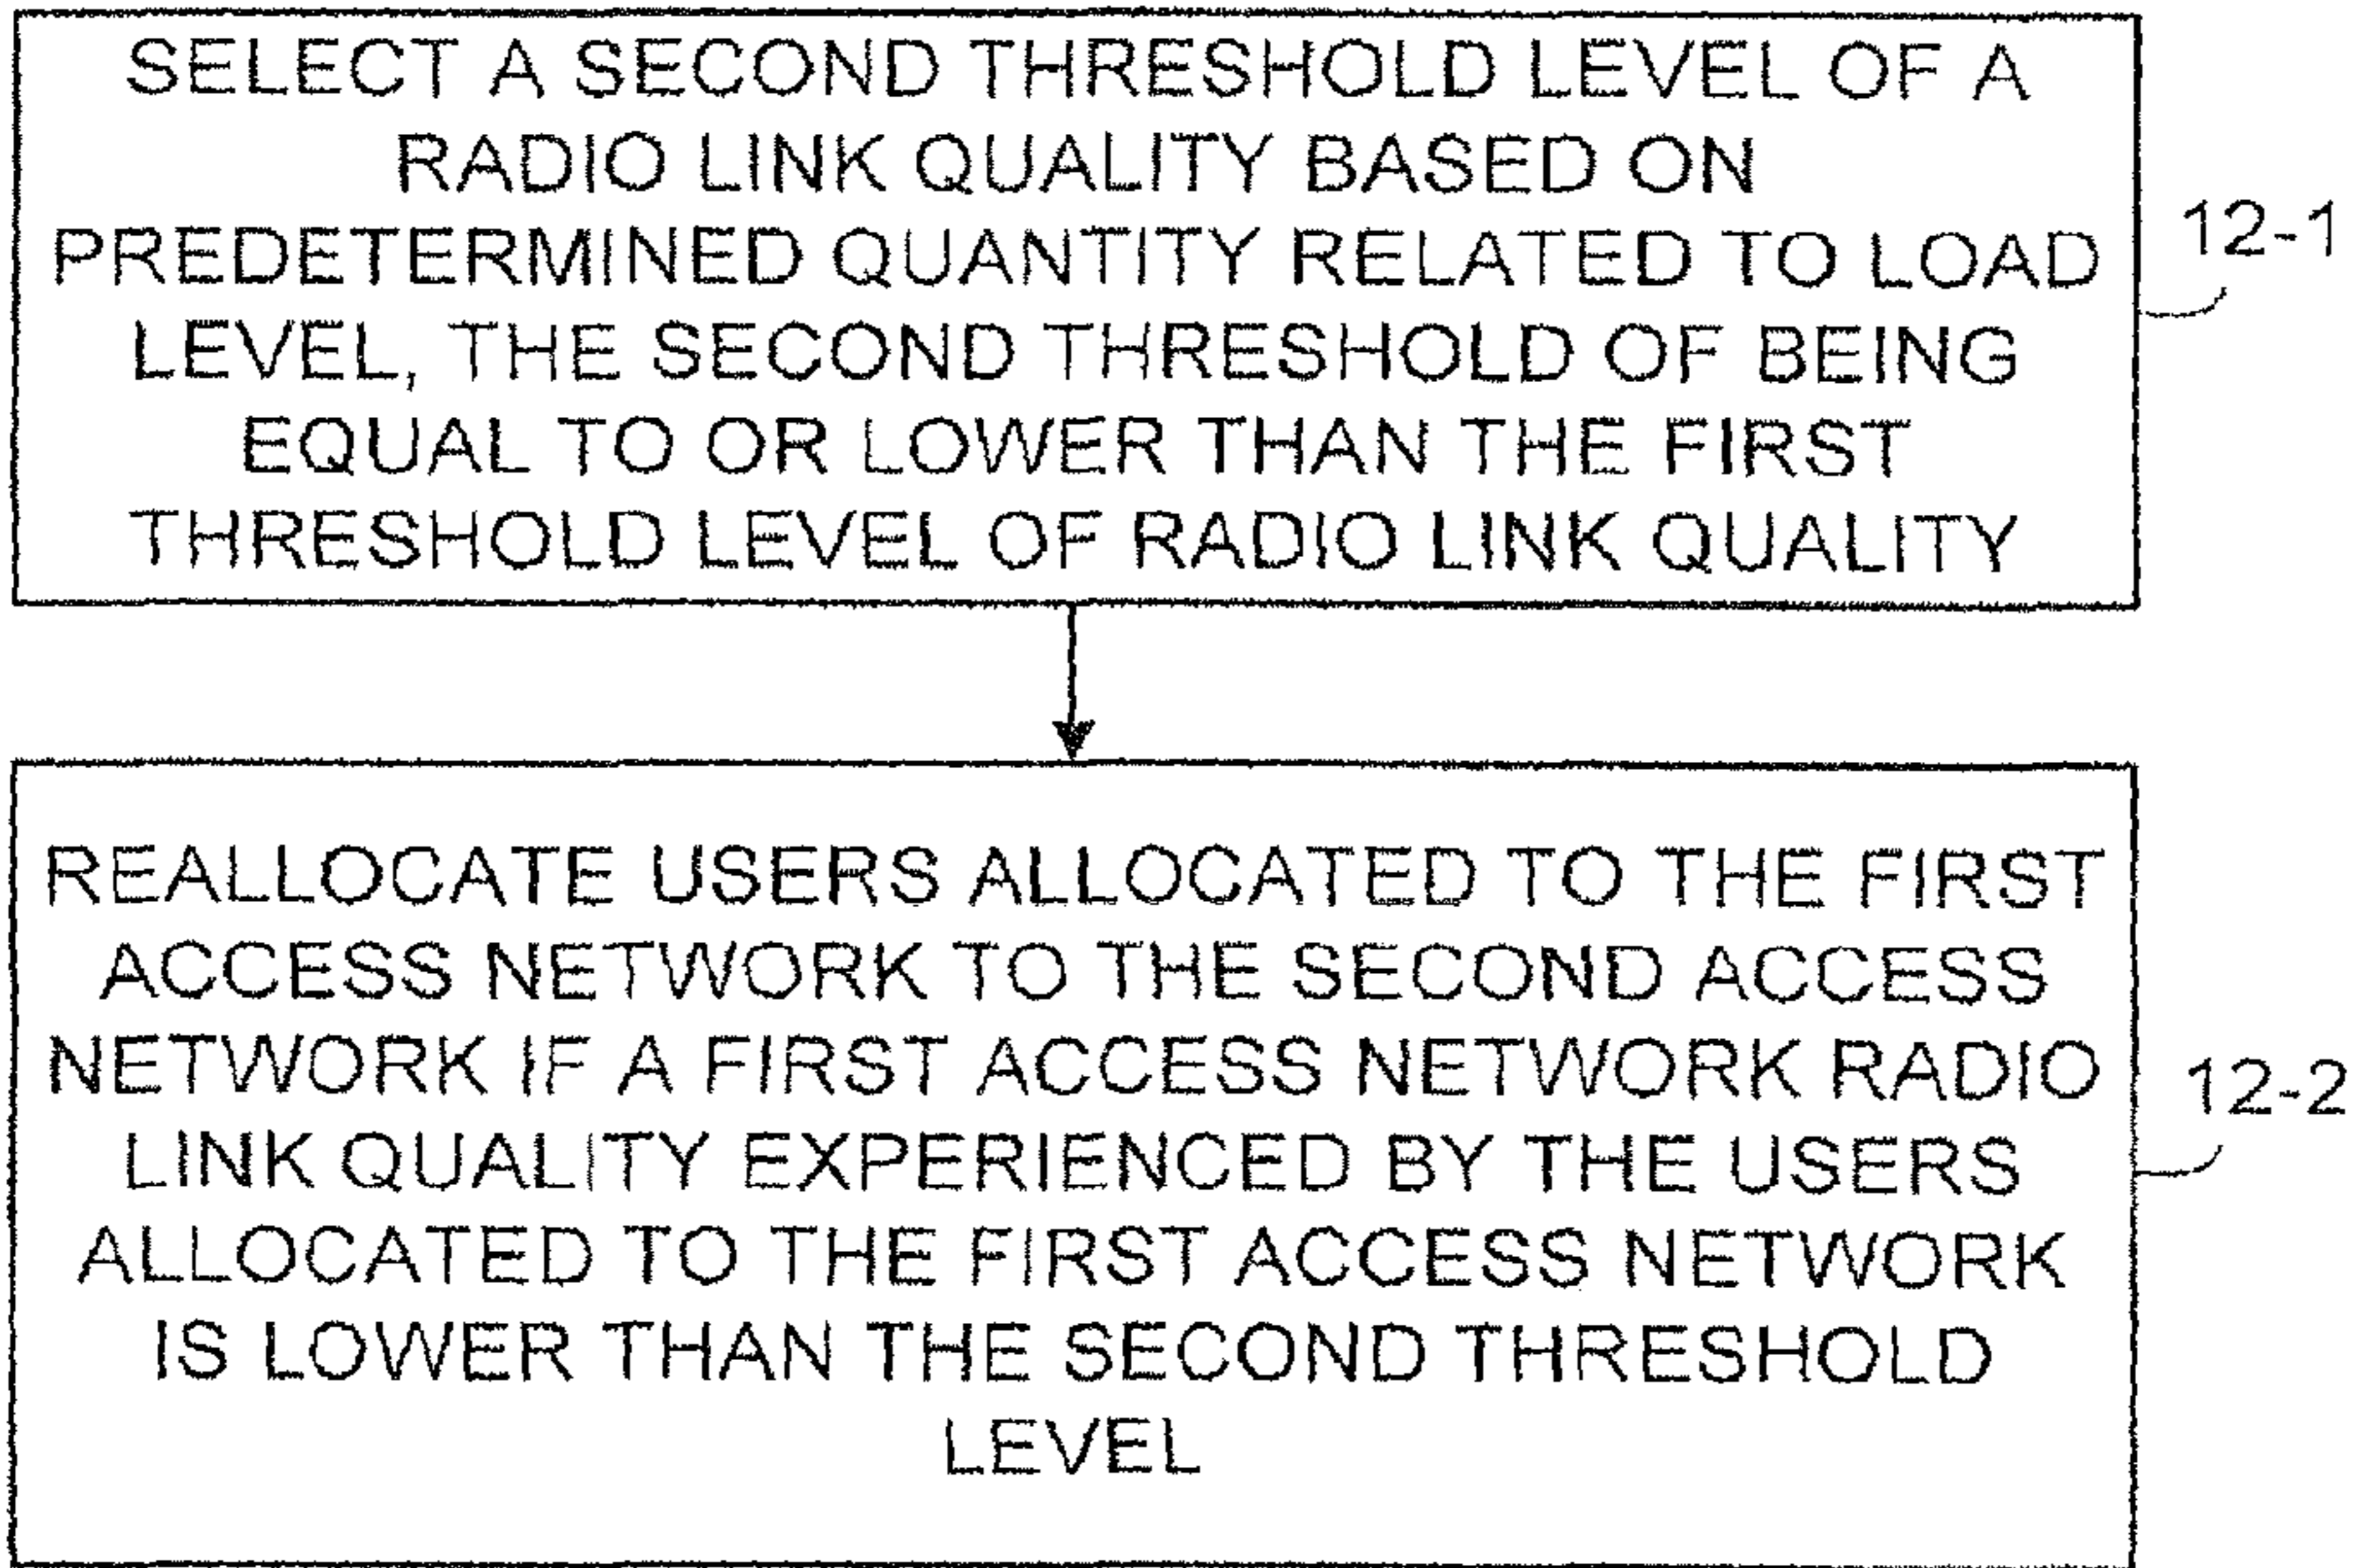 SELECT A SECOND THRESHOLD LEVEL OF A
RADIO LINK QUALITY BASED ON
PREDETERMINED QUANTITY RELATED TO LOAD
LEVEL, THE SECOND THRESHOLD OF BEING
EQUAL TO OR LOWER THAN THE FIRST
THRESHOLD LEVEL OF RADIO LINK QUALITY
12-1
REALLOCATE USERS ALLOCATED TO THE FIRST
ACCESS NETWORK TO THE SECOND ACCESS
NETWORK IF A FIRST ACCESS NETWORK RADIO
LINK QUALITY EXPERIENCED BY THE USERS
ALLOCATED TO THE FIRST ACCESS NETWORK
IS LOWER THAN THE SECOND THRESHOLD
LEVEL
12-2